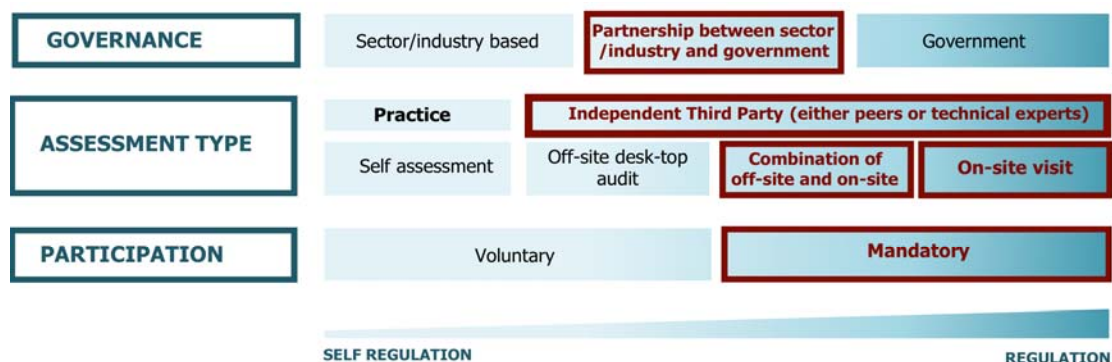 GOVERNANCE
Sector/industry based
Partnership between sector
/industry and government
Government
ASSESSMENT TYPE
Practice
Independent Third Party (either peers or technical experts)
Self assessment
Off-site desk-top
audit
Combination of
off-site and on-site
On-site visit
PARTICIPATION
Voluntary
Mandatory
SELF REGULATION
REGULATION